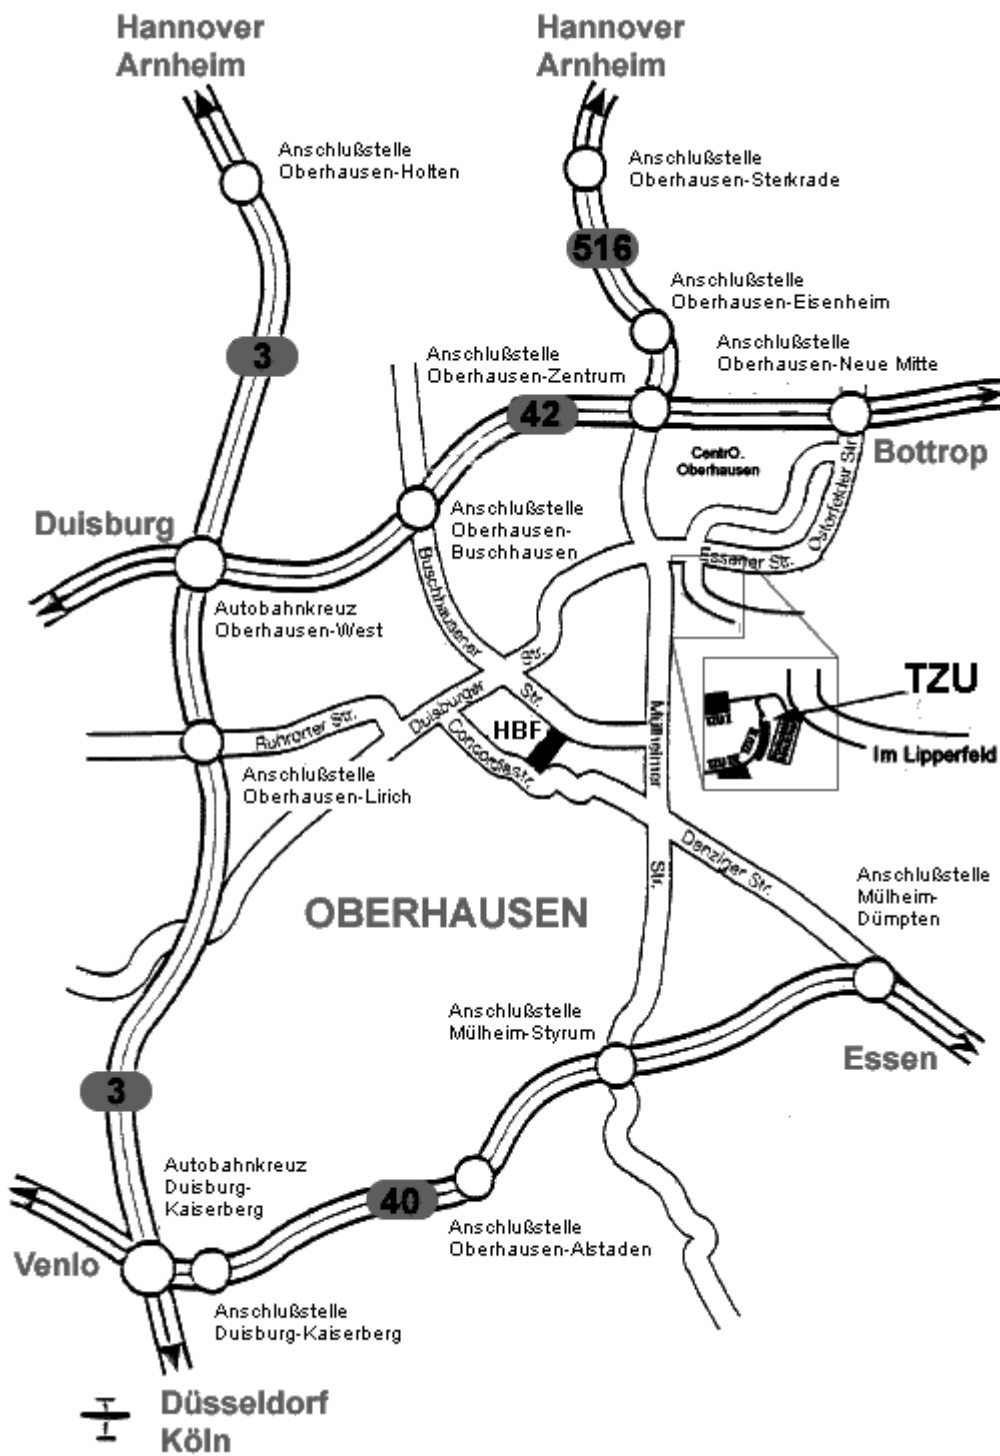 Hannover
Arnheim
Hannover
Arnheim
Anschlußstelle
Oberhausen-Holten
Anschlußstelle
Oberhausen-Sterkrade
516
Anschlußstelle
Oberhausen-Eisenheim
3
Anschlußstelle
Oberhausen-Zentrum
Anschlußstelle
Oberhausen-Neue Mitte
42
CentrO.
Oberhausen
Bottrop
Osterfelder Str.
Duisburg
Anschlußstelle
Oberhausen-
Buschhausen
Essener Str.
Buschhausener
Str.
Autobahnkreuz
Oberhausen-West
Str.
Duisburger
Mülheimer
Str.
TZU
Ruhrorter Str.
HBF
Concordiastr.
Im Lipperfeld
Anschlußstelle
Oberhausen-Lirich
Danziger Str.
OBERHAUSEN
Anschlußstelle
Mülheim-
Dümpten
Anschlußstelle
Mülheim-Styrum
Essen
3
Autobahnkreuz
Duisburg-
Kaiserberg
40
Anschlußstelle
Oberhausen-Alstaden
Venlo
Anschlußstelle
Duisburg-Kaiserberg
Düsseldorf
Köln